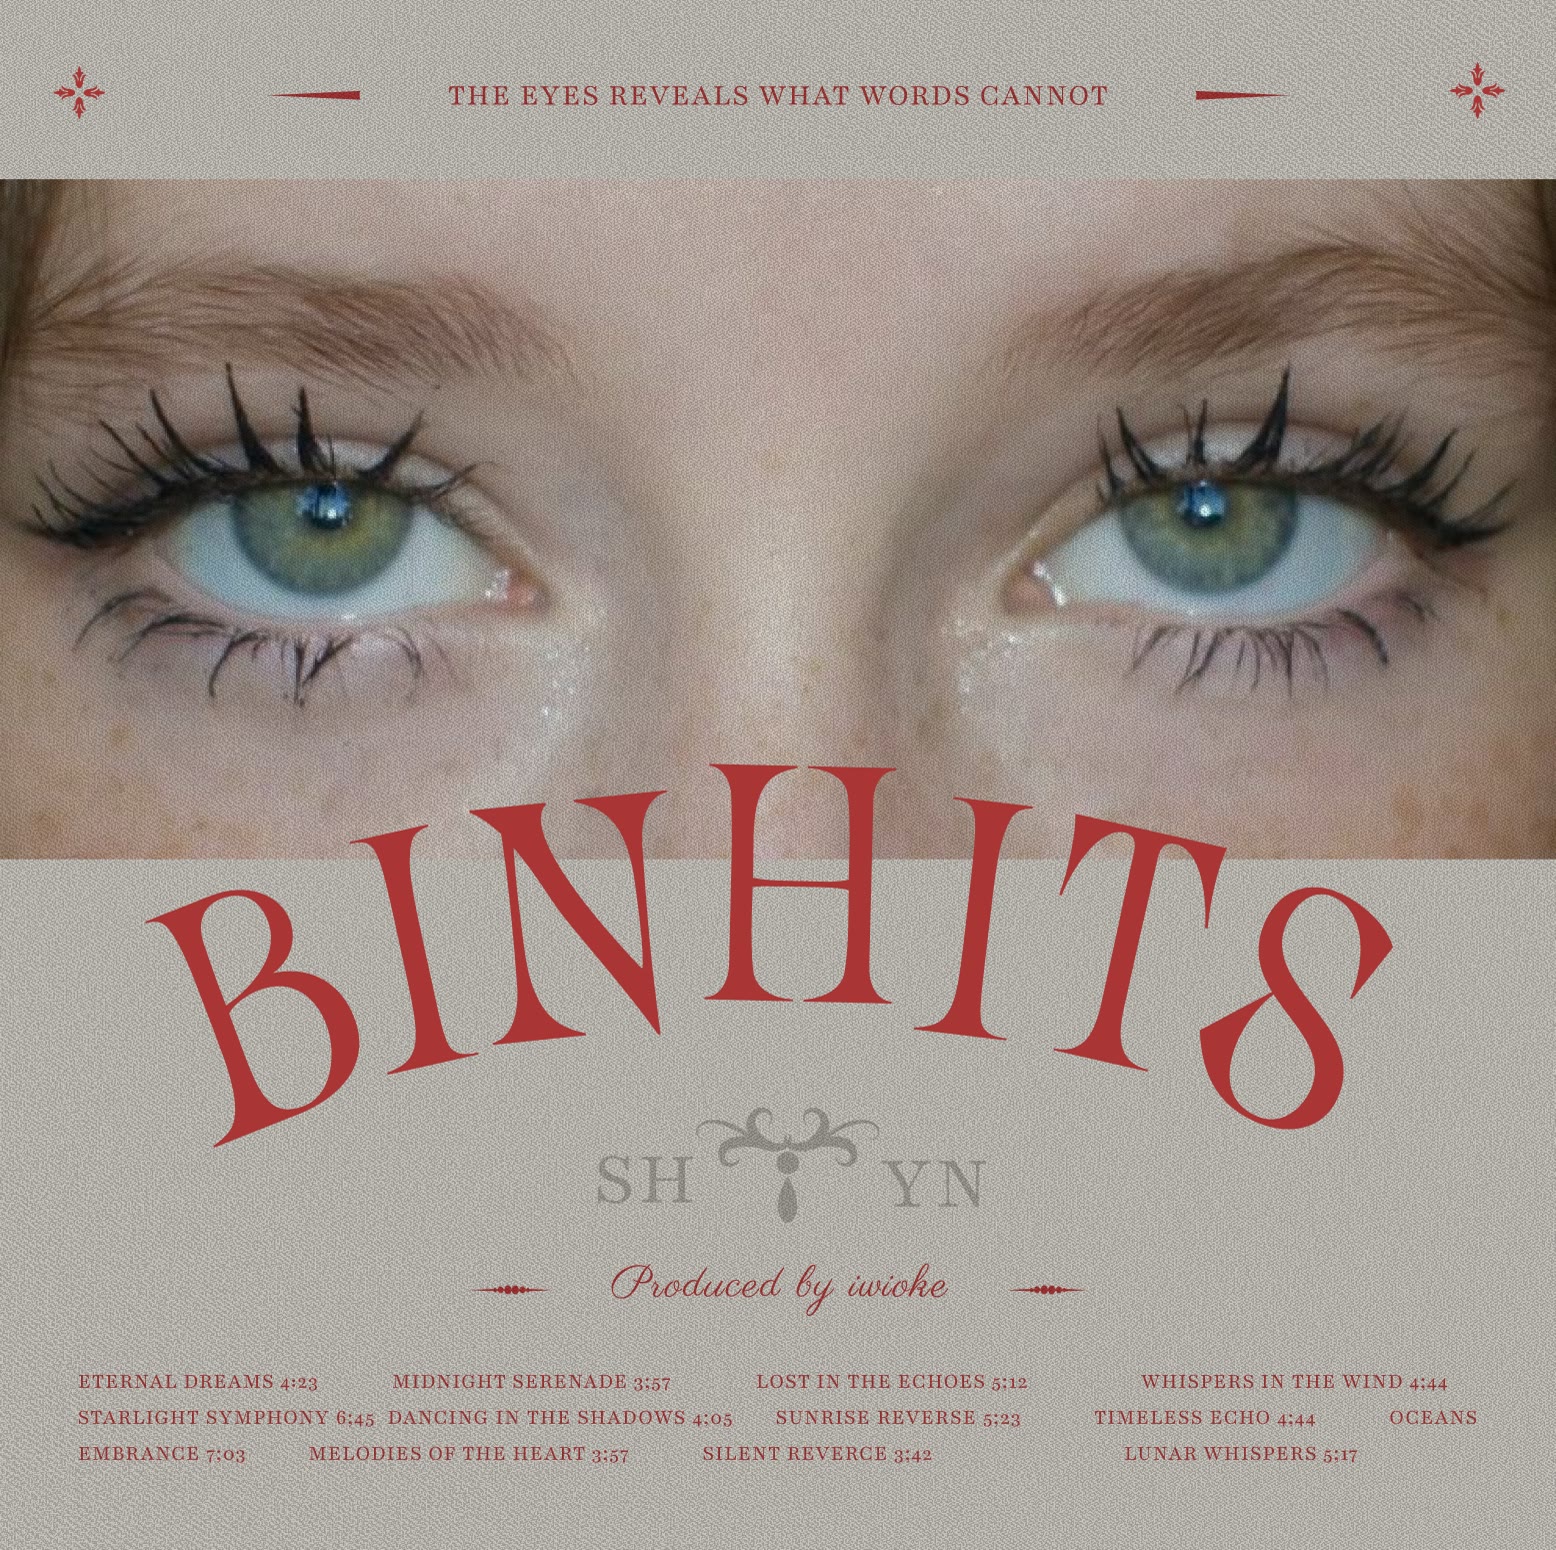 THE EYES REVEALS WHAT WORDS CANNOT
BINHITS
SH YN
Produced by iwioke
ETERNAL DREAMS 4:23 MIDNIGHT SERENADE 3;57 LOST IN THE ECHOES 5;12 WHISPERS IN THE WIND 4;44
STARLIGHT SYMPHONY 6;45 DANCING IN THE SHADOWS 4;05 SUNRISE REVERSE 5;23 TIMELESS ECHO 4;44 OCEANS
EMBRANCE 7;03 MELODIES OF THE HEART 3;57 SILENT REVERCE 3;42 LUNAR WHISPERS 5;17